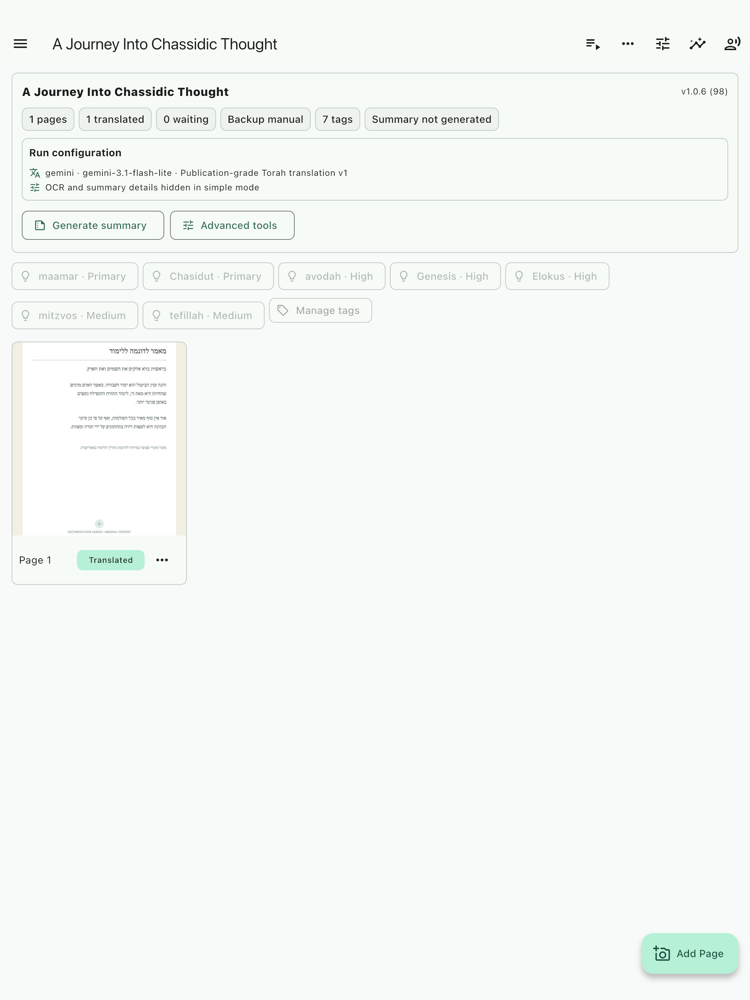 A Journey Into Chassidic Thought
A Journey Into Chassidic Thought
v1.0.6 (98)
1 pages
1 translated
0 waiting
Backup manual
7 tags
Summary not generated
Run configuration
gemini · gemini-3.1-flash-lite · Publication-grade Torah translation v1
OCR and summary details hidden in simple mode
Generate summary
Advanced tools
maamar · Primary
Chasidut · Primary
avodah · High
Genesis · High
Elokus · High
mitzvos · Medium
tefillah · Medium
Manage tags
מאמר לדוגמה ללימוד
בראשית ברא אלקים את השמים ואת הארץ.
והנה ענין הביטול הוא יסוד העבודה. כאשר האדם מרגיש
שהחיות היא מאת ה', לימוד התורה והתפילה נעשים
באופן פנימי יותר.
אור אין סוף מאיר בכל העולמות, ואף על פי כן עיקר
הכוונה היא לעשות דירה בתחתונים על ידי תורה ומצוות.
מקור מקורי שנוצר במיוחד להדגמת תהליך הלימוד באפליקציה.
DOCUMENTATION SAMPLE - ORIGINAL CONTENT
Page 1
Translated
Add Page